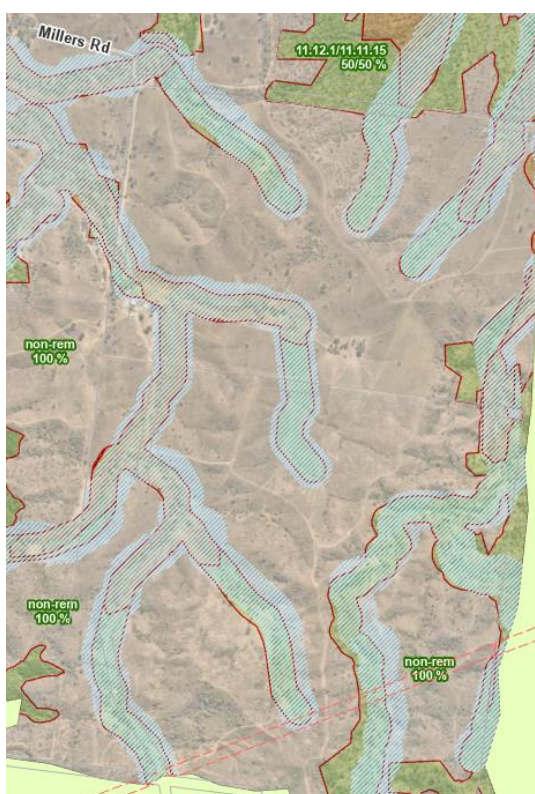 Millers Rd
11.12.1/11.11.15
50/50 %
non-rem
100 %
non-rem
100 %
non-rem
100 %